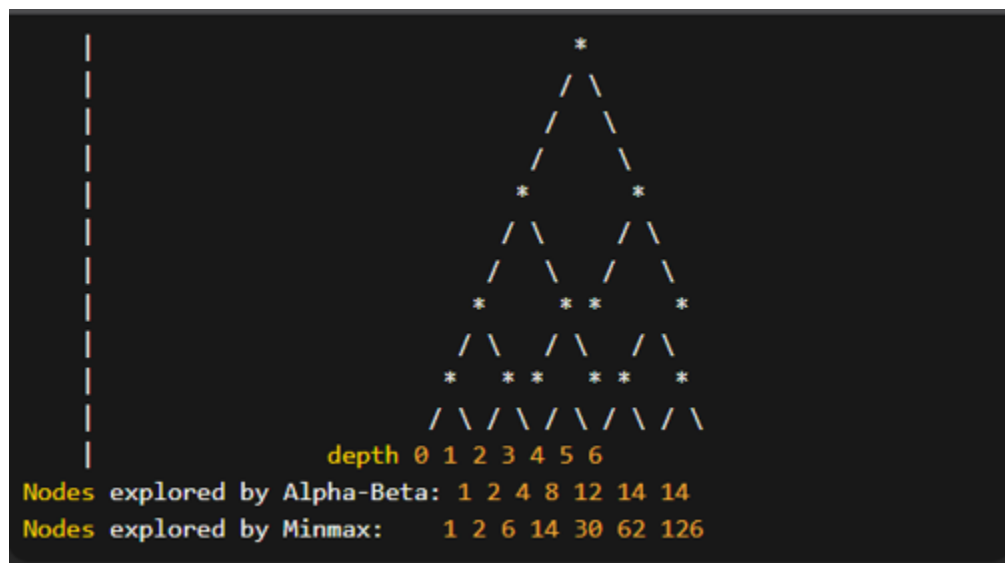 |                                  *
|                                 / \
|                                /   \
|                               /     \
|                              *       *
|                             / \     / \
|                            /   \   /   \
|                           *     * *     *
|                          / \   / \   / \
|                         *   * *   * *   *
|                        / \ / \ / \ / \ / \
|                depth 0 1 2 3 4 5 6
Nodes explored by Alpha-Beta: 1 2 4 8 12 14 14
Nodes explored by Minmax:    1 2 6 14 30 62 126